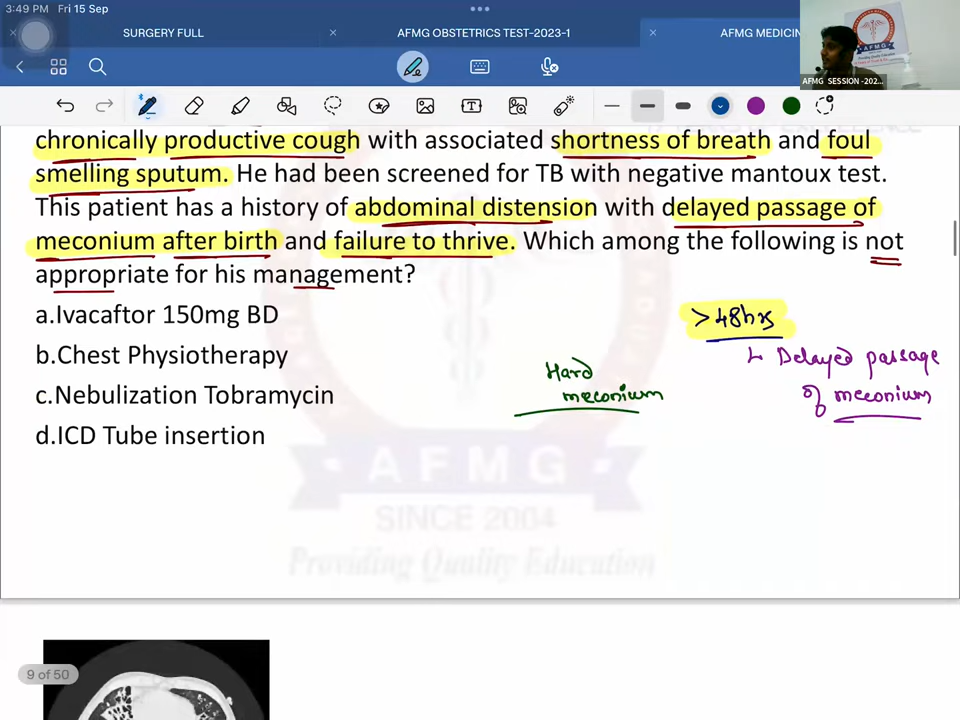 3:49 PM Fri 15 Sep
SURGERY FULL
AFMG OBSTETRICS TEST-2023-1
AFMG MEDICIN
AFMG
AFMG SESSION -202...
chronically productive cough with associated shortness of breath and foul
smelling sputum. He had been screened for TB with negative mantoux test.
This patient has a history of abdominal distension with delayed passage of
meconium after birth and failure to thrive. Which among the following is not
appropriate for his management?
a.Ivacaftor 150mg BD
b.Chest Physiotherapy
c.Nebulization Tobramycin
d.ICD Tube insertion
>48hrs
Delayed passage
of meconium
Hard
meconium
AFMG
SINCE 2004
Providing Quality Education
9 of 50